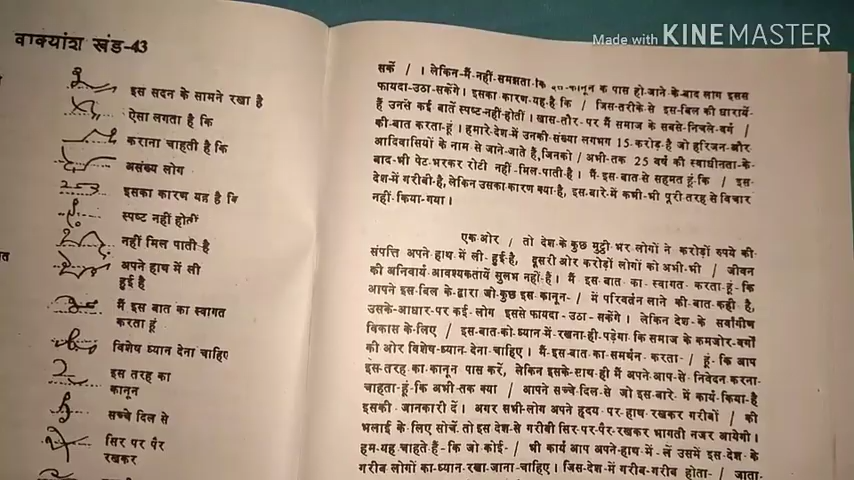 Made with KINEMASTER
वाक्यांश खंड-43
इस सदन के सामने रखा है
ऐसा लगता है कि
कराना चाहती है कि
असंख्य लोग
इसका कारण यह है कि
स्पष्ट नहीं होतीं
नहीं मिल पाती है
अपने हाथ में ली
हुई है
मैं इस बात का स्वागत
करता हूं
विशेष ध्यान देना चाहिए
इस तरह का
कानून
सच्चे दिल से
सिर पर पैर
रखकर
सकें / । लेकिन-मैं-नहीं-समझता-कि कानून के पास हो-जाने-के-बाद लोग इससे
फायदा-उठा-सकेंगे। इसका-कारण-यह-है-कि / जिस-तरीके-से इस-बिल-की धारायें-
हैं उनसे कई बातें स्पष्ट-नहीं-होतीं। खास-तौर-पर मैं समाज के सबसे-निचले-वर्ग /
की-बात करता-हूं। हमारे-देश-में उनकी-संख्या लगभग 15-करोड़-है जो हरिजन-और
आदिवासियों के नाम से जाने-जाते हैं,जिनको / अभी-तक 25 वर्ष की स्वाधीनता-के-
बाद-भी पेट-भरकर रोटी नहीं-मिल-पाती-है। मैं-इस-बात-से सहमत हूं-कि / इस-
देश-में गरीबी-है, लेकिन उसका-कारण क्या-है, इस-बारे-में कभी-भी पूरी-तरह-से विचार
नहीं-किया-गया।
एक-ओर / तो देश-के कुछ मुट्ठी भर लोगों ने करोड़ों रुपये की
संपत्ति अपने हाथ में ली-हुई-है, दूसरी ओर करोड़ों लोगों को अभी-भी / जीवन
की अनिवार्य आवश्यकतायें सुलभ नहीं-है। मैं इस-बात का-स्वागत-करता-हूं-कि
आपने इस-बिल के-द्वारा जो-कुछ इस-कानून- / में परिवर्तन लाने की-बात कही है,
उसके-आधार-पर कई-लोग इससे फायदा-उठा-सकेंगे। लेकिन देश-के सर्वांगीण
विकास के-लिए / इस-बात-को-ध्यान-में-रखना-ही-पड़ेगा कि समाज के कमजोर-वर्गों
की ओर विशेष-ध्यान-देना-चाहिए। मैं-इस-बात-का-समर्थन-करता- / हूं-कि आप
इस-तरह-का-कानून पास करें, लेकिन इसके-साथ-ही मैं अपने-आप-से निवेदन करना-
चाहता-हूं-कि अभी-तक क्या / आपने सच्चे-दिल-से जो इस-बारे में कार्य-किया-है
इसकी जानकारी दें। अगर सभी-लोग अपने हृदय पर-हाथ रखकर गरीबों / की
भलाई के-लिए सोचें तो इस देश-से गरीबी सिर-पर-पैर-रखकर भागती नजर आयेगी।
हम-यह चाहते हैं-कि जो कोई- / भी कार्य आप अपने-हाथ में-लें उसमें इस-देश के-
गरीब लोगों का-ध्यान-रखा-जाना-चाहिए। जिस-देश-में गरीब-गरीब होता- / जाता-